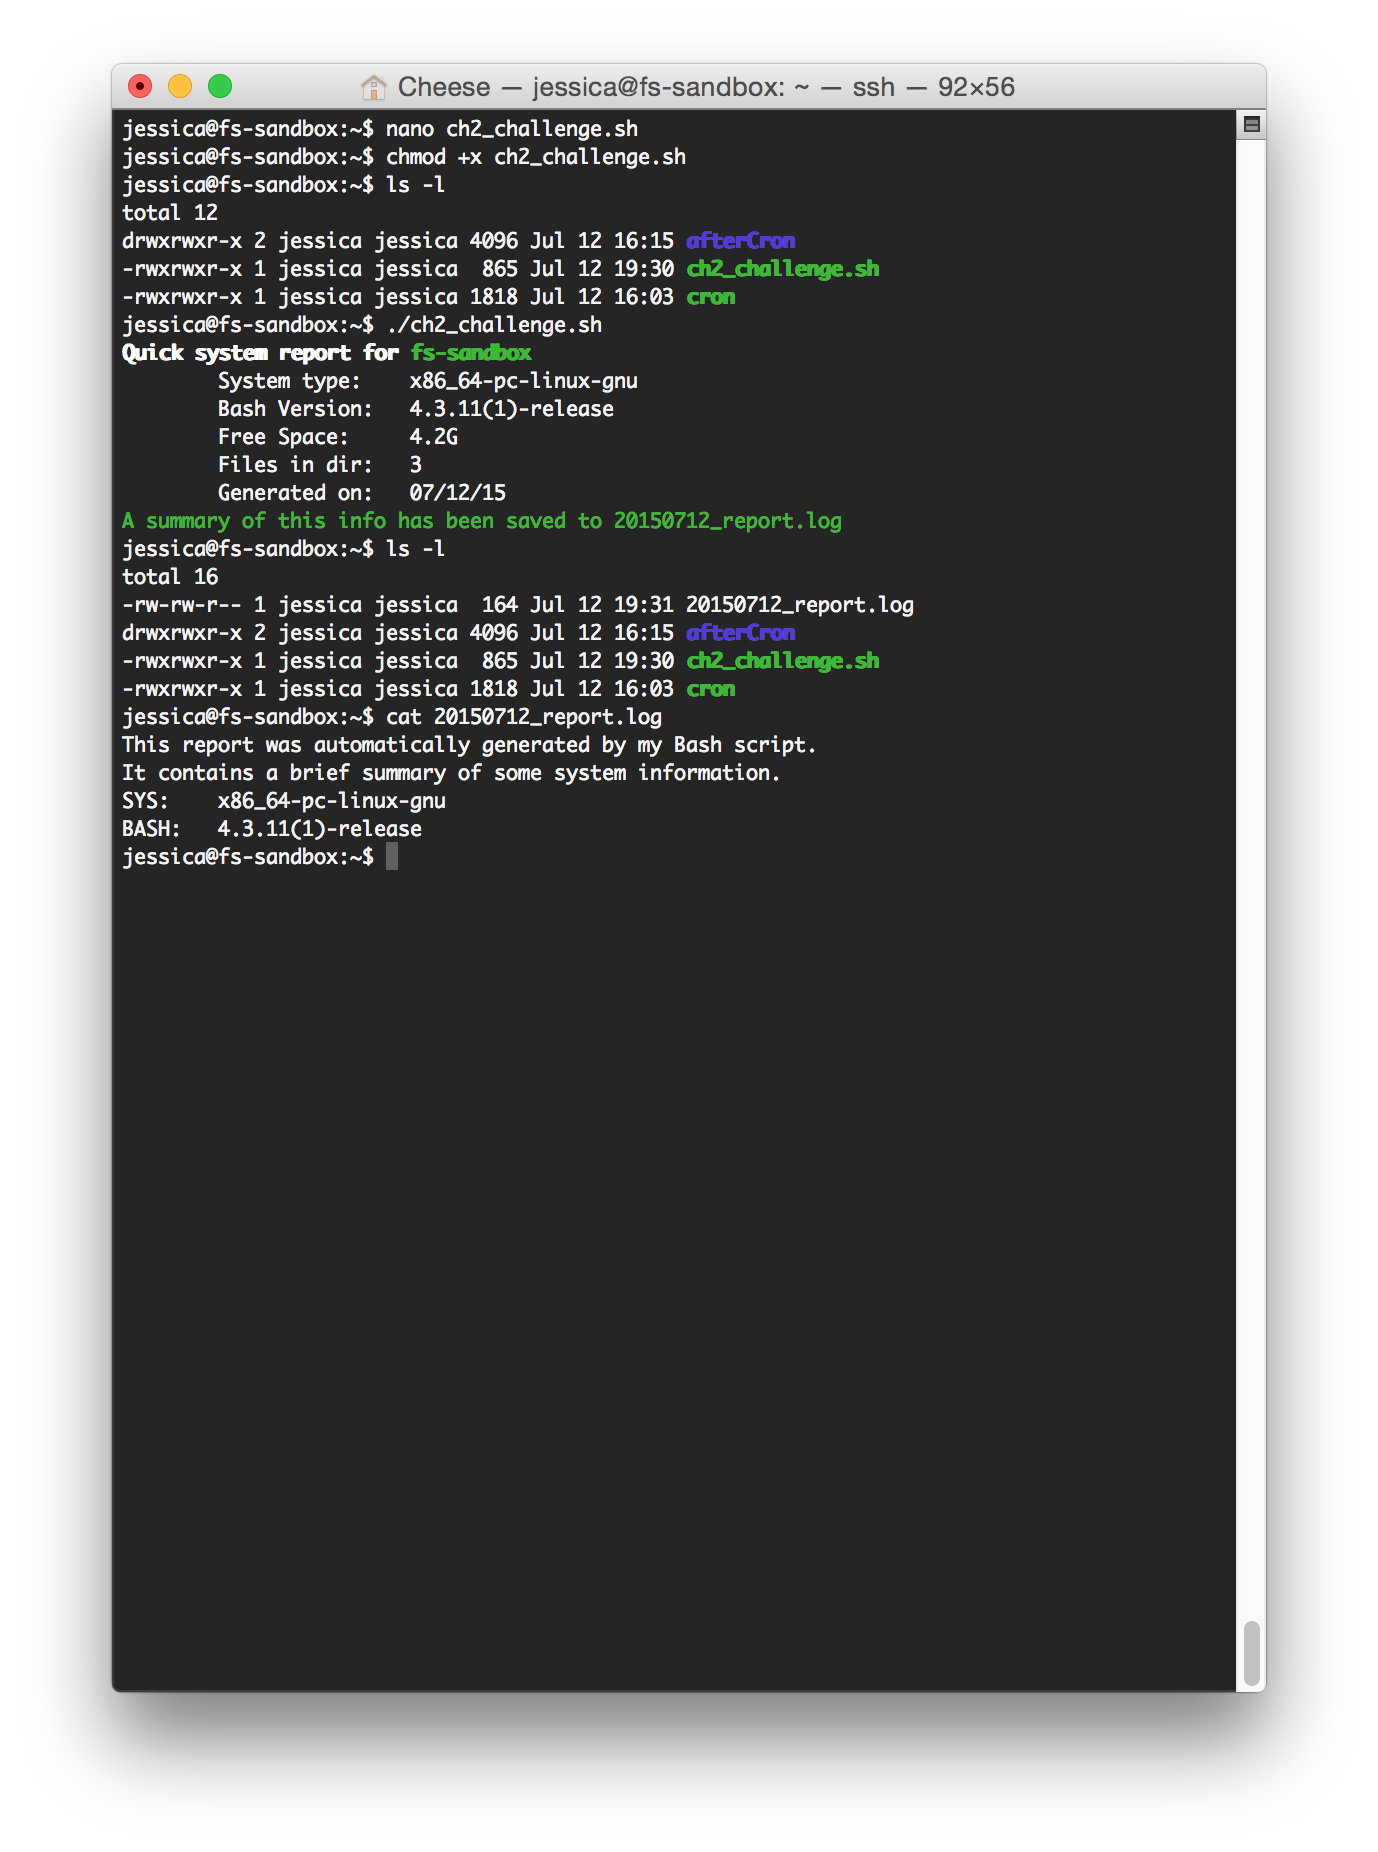 Cheese — jessica@fs-sandbox: ~ — ssh — 92×56
jessica@fs-sandbox:~$ nano ch2_challenge.sh
jessica@fs-sandbox:~$ chmod +x ch2_challenge.sh
jessica@fs-sandbox:~$ ls -l
total 12
drwxrwxr-x 2 jessica jessica 4096 Jul 12 16:15 afterCron
-rwxrwxr-x 1 jessica jessica  865 Jul 12 19:30 ch2_challenge.sh
-rwxrwxr-x 1 jessica jessica 1818 Jul 12 16:03 cron
jessica@fs-sandbox:~$ ./ch2_challenge.sh
Quick system report for fs-sandbox
        System type:    x86_64-pc-linux-gnu
        Bash Version:   4.3.11(1)-release
        Free Space:     4.2G
        Files in dir:   3
        Generated on:   07/12/15
A summary of this info has been saved to 20150712_report.log
jessica@fs-sandbox:~$ ls -l
total 16
-rw-rw-r-- 1 jessica jessica  164 Jul 12 19:31 20150712_report.log
drwxrwxr-x 2 jessica jessica 4096 Jul 12 16:15 afterCron
-rwxrwxr-x 1 jessica jessica  865 Jul 12 19:30 ch2_challenge.sh
-rwxrwxr-x 1 jessica jessica 1818 Jul 12 16:03 cron
jessica@fs-sandbox:~$ cat 20150712_report.log
This report was automatically generated by my Bash script.
It contains a brief summary of some system information.
SYS:    x86_64-pc-linux-gnu
BASH:   4.3.11(1)-release
jessica@fs-sandbox:~$